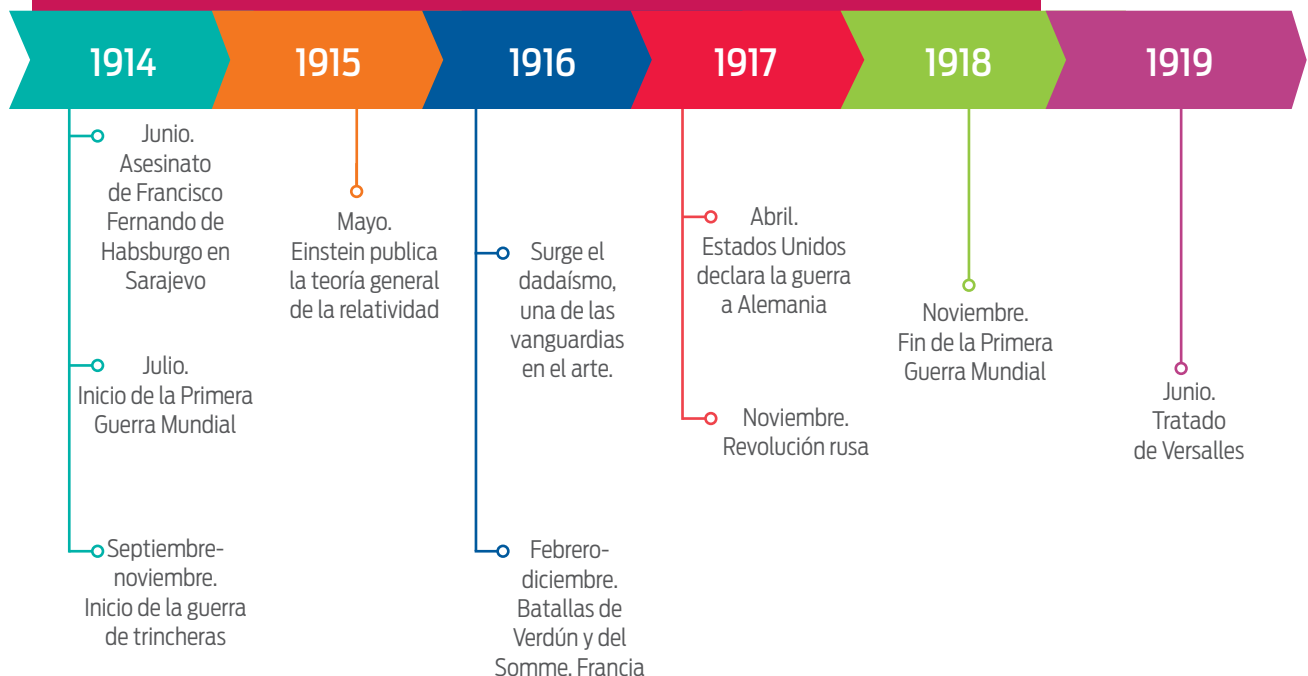 1914
1915
1916
1917
1918
1919
Junio.
Asesinato
de Francisco
Fernando de
Habsburgo en
Sarajevo
Julio.
Inicio de la Primera
Guerra Mundial
Septiembre-
noviembre.
Inicio de la guerra
de trincheras
Mayo.
Einstein publica
la teoría general
de la relatividad
Surge el
dadaísmo,
una de las
vanguardias
en el arte.
Febrero-
diciembre.
Batallas de
Verdún y del
Somme, Francia
Abril.
Estados Unidos
declara la guerra
a Alemania
Noviembre.
Revolución rusa
Noviembre.
Fin de la Primera
Guerra Mundial
Junio.
Tratado
de Versalles